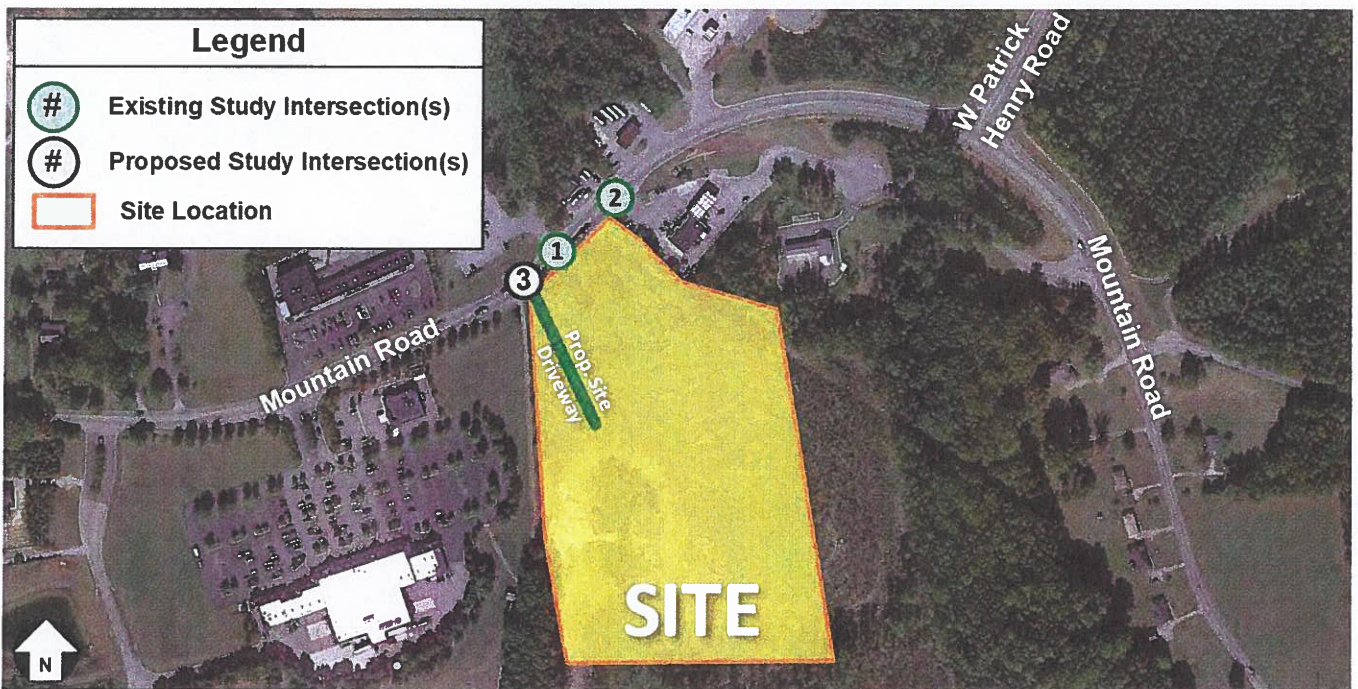 Legend
# Existing Study Intersection(s)
# Proposed Study Intersection(s)
Site Location
W. Patrick
Henry Road
2
1
3
Mountain Road
Prop. Site
Driveway
Mountain Road
SITE
N